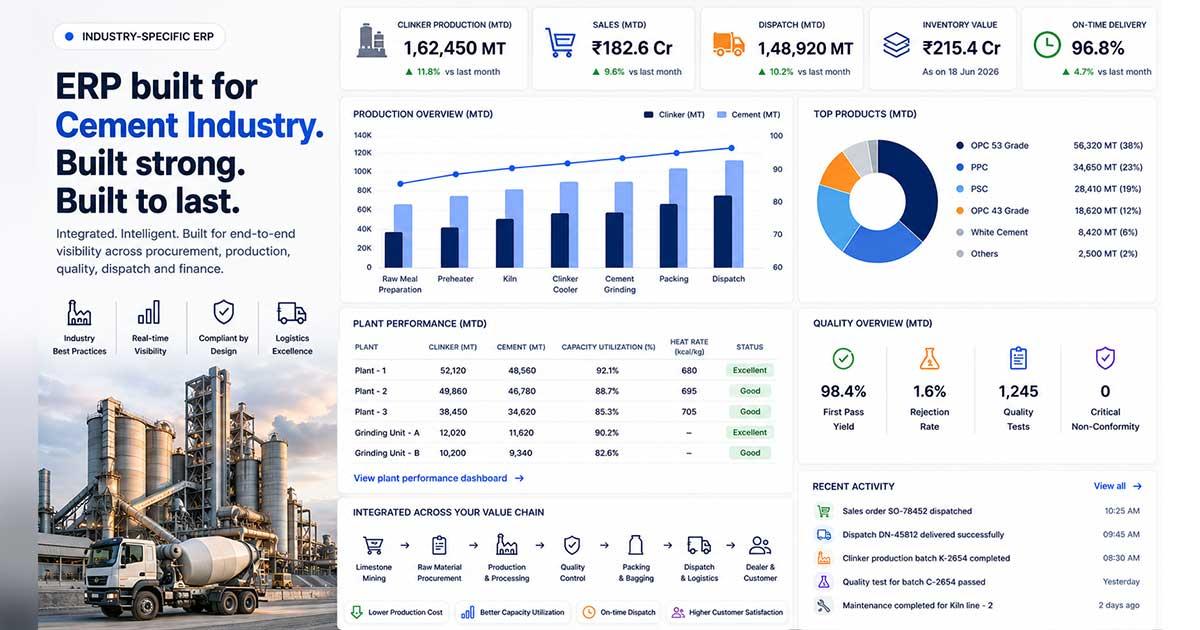 INDUSTRY-SPECIFIC ERP
ERP built for
Cement Industry.
Built strong.
Built to last.
Integrated. Intelligent. Built for end-to-end
visibility across procurement, production,
quality, dispatch and finance.
Industry
Best Practices
Real-time
Visibility
Compliant by
Design
Logistics
Excellence
CLINKER PRODUCTION (MTD)
1,62,450 MT
▲ 11.8% vs last month
SALES (MTD)
₹182.6 Cr
▲ 9.6% vs last month
DISPATCH (MTD)
1,48,920 MT
▲ 10.2% vs last month
INVENTORY VALUE
₹215.4 Cr
As on 18 Jun 2026
ON-TIME DELIVERY
96.8%
▲ 4.7% vs last month
PRODUCTION OVERVIEW (MTD)
Clinker (MT) Cement (MT)
140K
120K
100K
80K
60K
40K
20K
0
100
90
80
70
60
Raw Meal
Preparation
Preheater
Kiln
Clinker
Cooler
Cement
Grinding
Packing
Dispatch
TOP PRODUCTS (MTD)
OPC 53 Grade 56,320 MT (38%)
PPC 34,650 MT (23%)
PSC 28,410 MT (19%)
OPC 43 Grade 18,620 MT (12%)
White Cement 8,420 MT (6%)
Others 2,500 MT (2%)
PLANT PERFORMANCE (MTD)
PLANT CLINKER (MT) CEMENT (MT) CAPACITY UTILIZATION (%) HEAT RATE (kcal/kg) STATUS
Plant - 1 52,120 48,560 92.1% 680 Excellent
Plant - 2 49,860 46,780 88.7% 695 Good
Plant - 3 38,450 34,620 85.3% 705 Good
Grinding Unit - A 12,020 11,620 90.2% – Excellent
Grinding Unit - B 10,200 9,340 82.6% – Good
View plant performance dashboard →
QUALITY OVERVIEW (MTD)
98.4%
First Pass
Yield
1.6%
Rejection
Rate
1,245
Quality
Tests
0
Critical
Non-Conformity
INTEGRATED ACROSS YOUR VALUE CHAIN
Limestone
Mining
Raw Material
Procurement
Production
& Processing
Quality
Control
Packing
& Bagging
Dispatch
& Logistics
Dealer &
Customer
Lower Production Cost
Better Capacity Utilization
On-time Dispatch
Higher Customer Satisfaction
RECENT ACTIVITY View all →
Sales order SO-78452 dispatched 10:25 AM
Dispatch DN-45812 delivered successfully 09:45 AM
Clinker production batch K-2654 completed 08:30 AM
Quality test for batch C-2654 passed Yesterday
Maintenance completed for Kiln line - 2 2 days ago